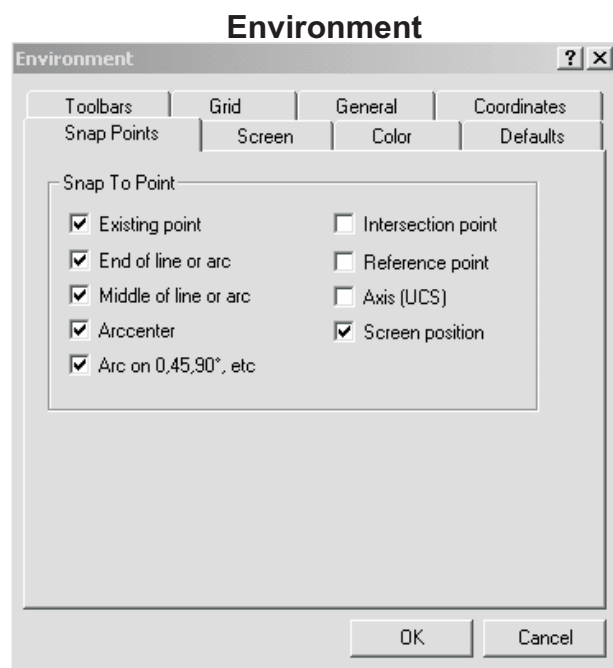 Environment
Environment
Toolbars Grid General Coordinates
Snap Points Screen Color Defaults
Snap To Point
Existing point
End of line or arc
Middle of line or arc
Arccenter
Arc on 0,45,90°, etc
Intersection point
Reference point
Axis (UCS)
Screen position
OK Cancel